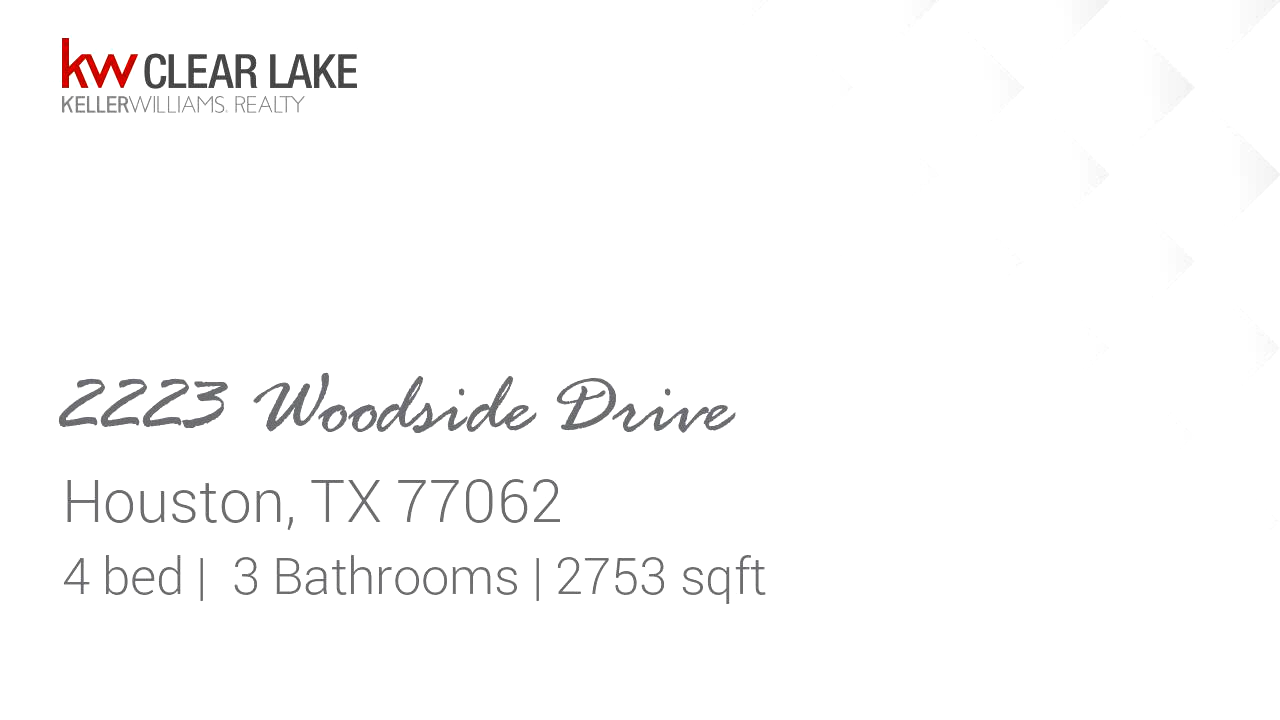 kw CLEAR LAKE
KELLERWILLIAMS. REALTY
2223 Woodside Drive
Houston, TX 77062
4 bed | 3 Bathrooms | 2753 sqft